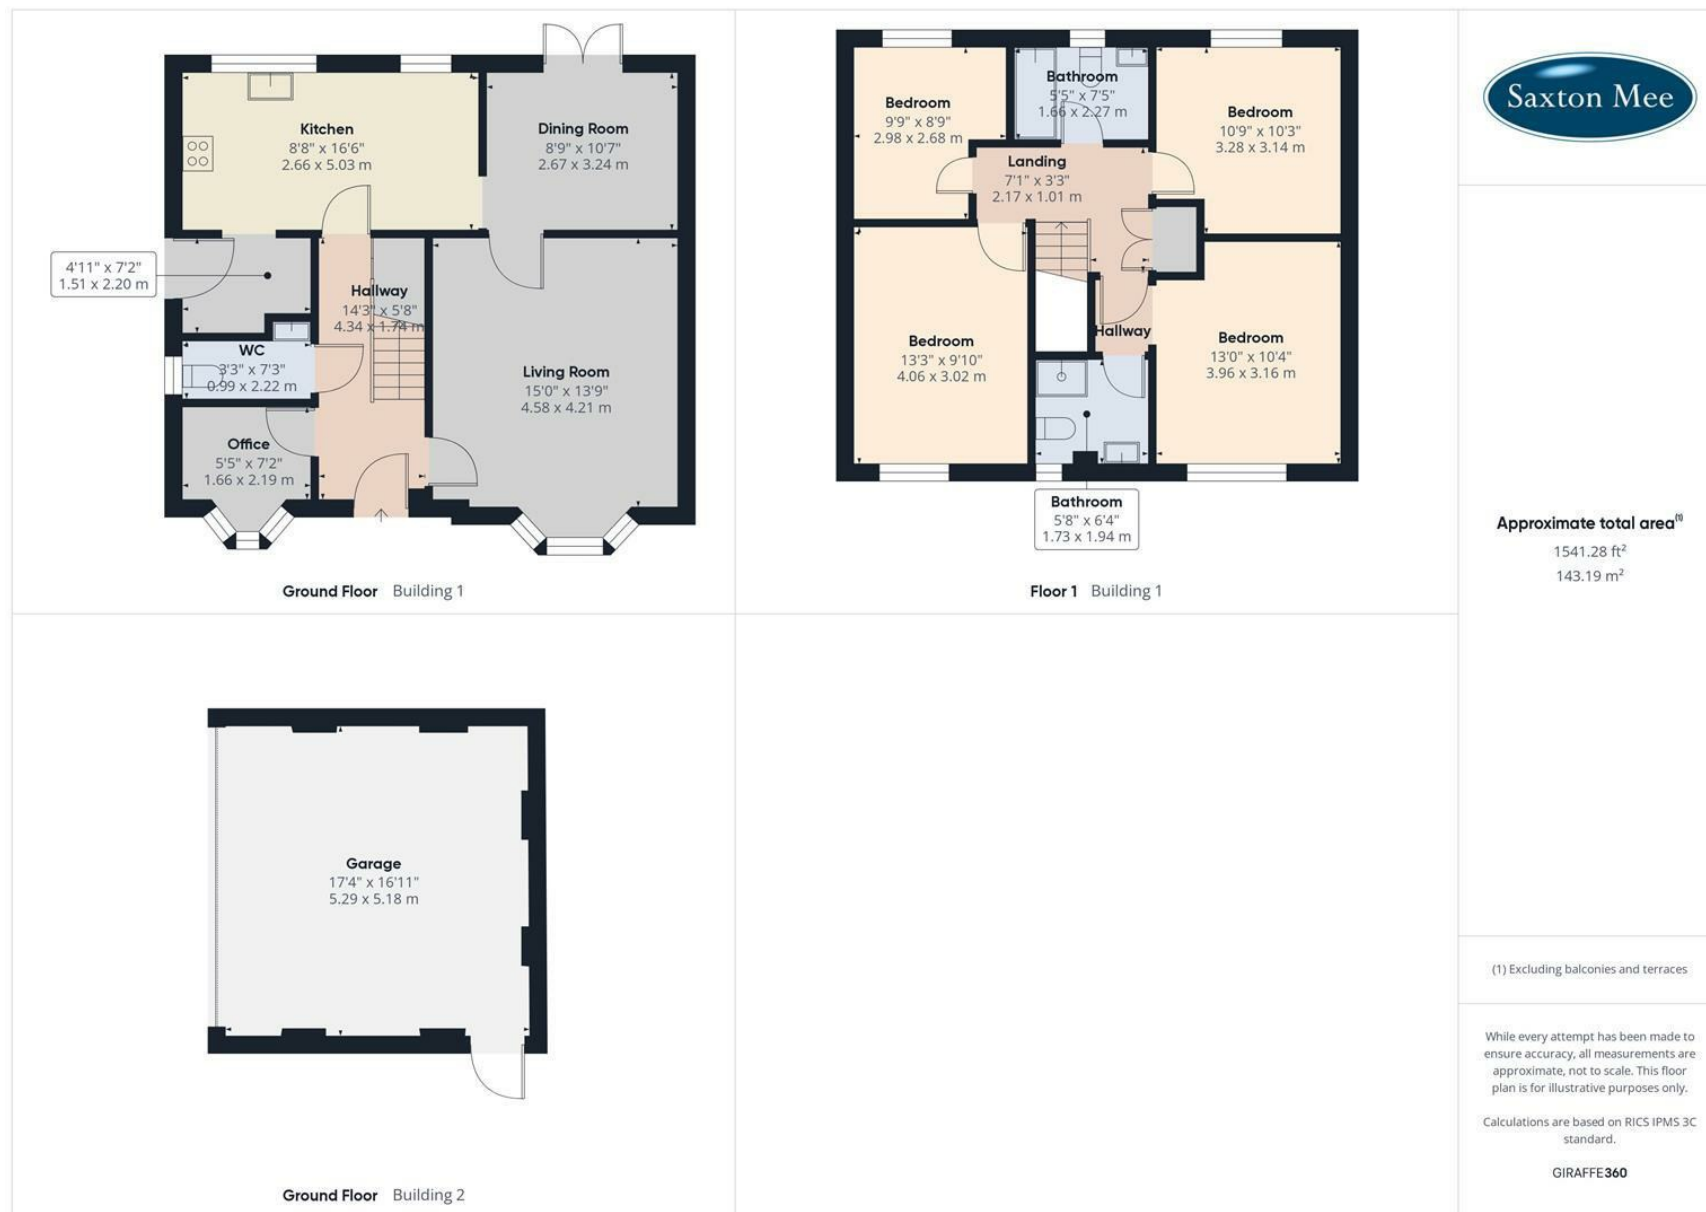 Kitchen
8'8" x 16'6"
2.66 x 5.03 m
Dining Room
8'9" x 10'7"
2.67 x 3.24 m
4'11" x 7'2"
1.51 x 2.20 m
Hallway
14'3" x 5'8"
4.34 x 1.74 m
WC
3'3" x 7'3"
0.99 x 2.22 m
Living Room
15'0" x 13'9"
4.58 x 4.21 m
Office
5'5" x 7'2"
1.66 x 2.19 m
Ground Floor Building 1
Bedroom
9'9" x 8'9"
2.98 x 2.68 m
Bathroom
5'5" x 7'5"
1.66 x 2.27 m
Bedroom
10'9" x 10'3"
3.28 x 3.14 m
Landing
7'1" x 3'3"
2.17 x 1.01 m
Bedroom
13'3" x 9'10"
4.06 x 3.02 m
Hallway
Bedroom
13'0" x 10'4"
3.96 x 3.16 m
Bathroom
5'8" x 6'4"
1.73 x 1.94 m
Floor 1 Building 1
Garage
17'4" x 16'11"
5.29 x 5.18 m
Ground Floor Building 2
Saxton Mee
Approximate total area⁽¹⁾
1541.28 ft²
143.19 m²
(1) Excluding balconies and terraces
While every attempt has been made to
ensure accuracy, all measurements are
approximate, not to scale. This floor
plan is for illustrative purposes only.
Calculations are based on RICS IPMS 3C
standard.
GIRAFFE360